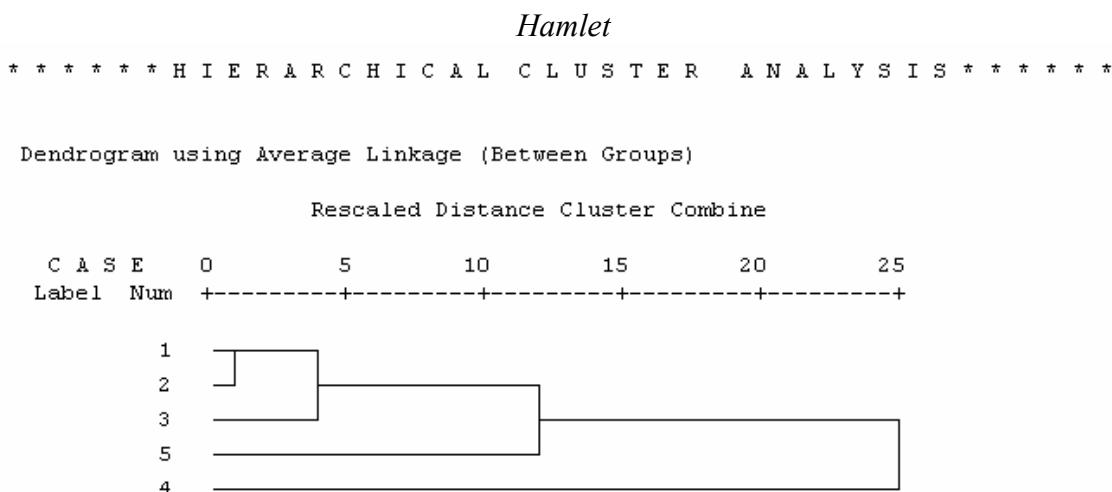 Hamlet
* * * * * * H I E R A R C H I C A L   C L U S T E R   A N A L Y S I S * * * * * *
Dendrogram using Average Linkage (Between Groups)
Rescaled Distance Cluster Combine
C A S E 0 5 10 15 20 25
Label Num +---------+---------+---------+---------+---------+
1
2
3
5
4